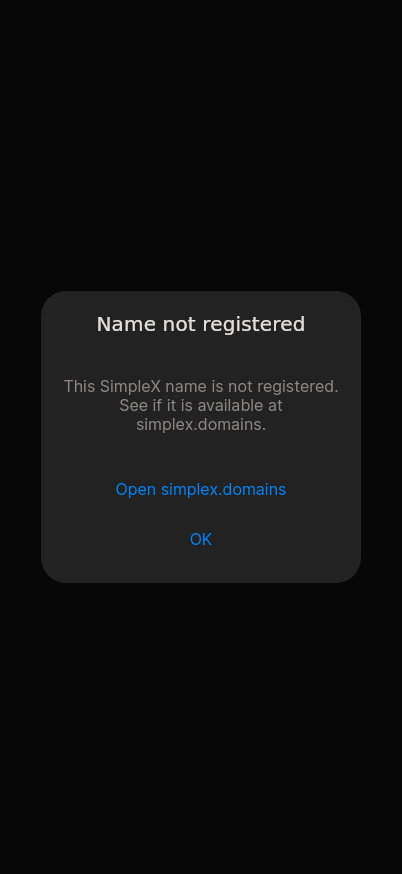 Name not registered
This SimpleX name is not registered.
See if it is available at
simplex.domains.
Open simplex.domains
OK